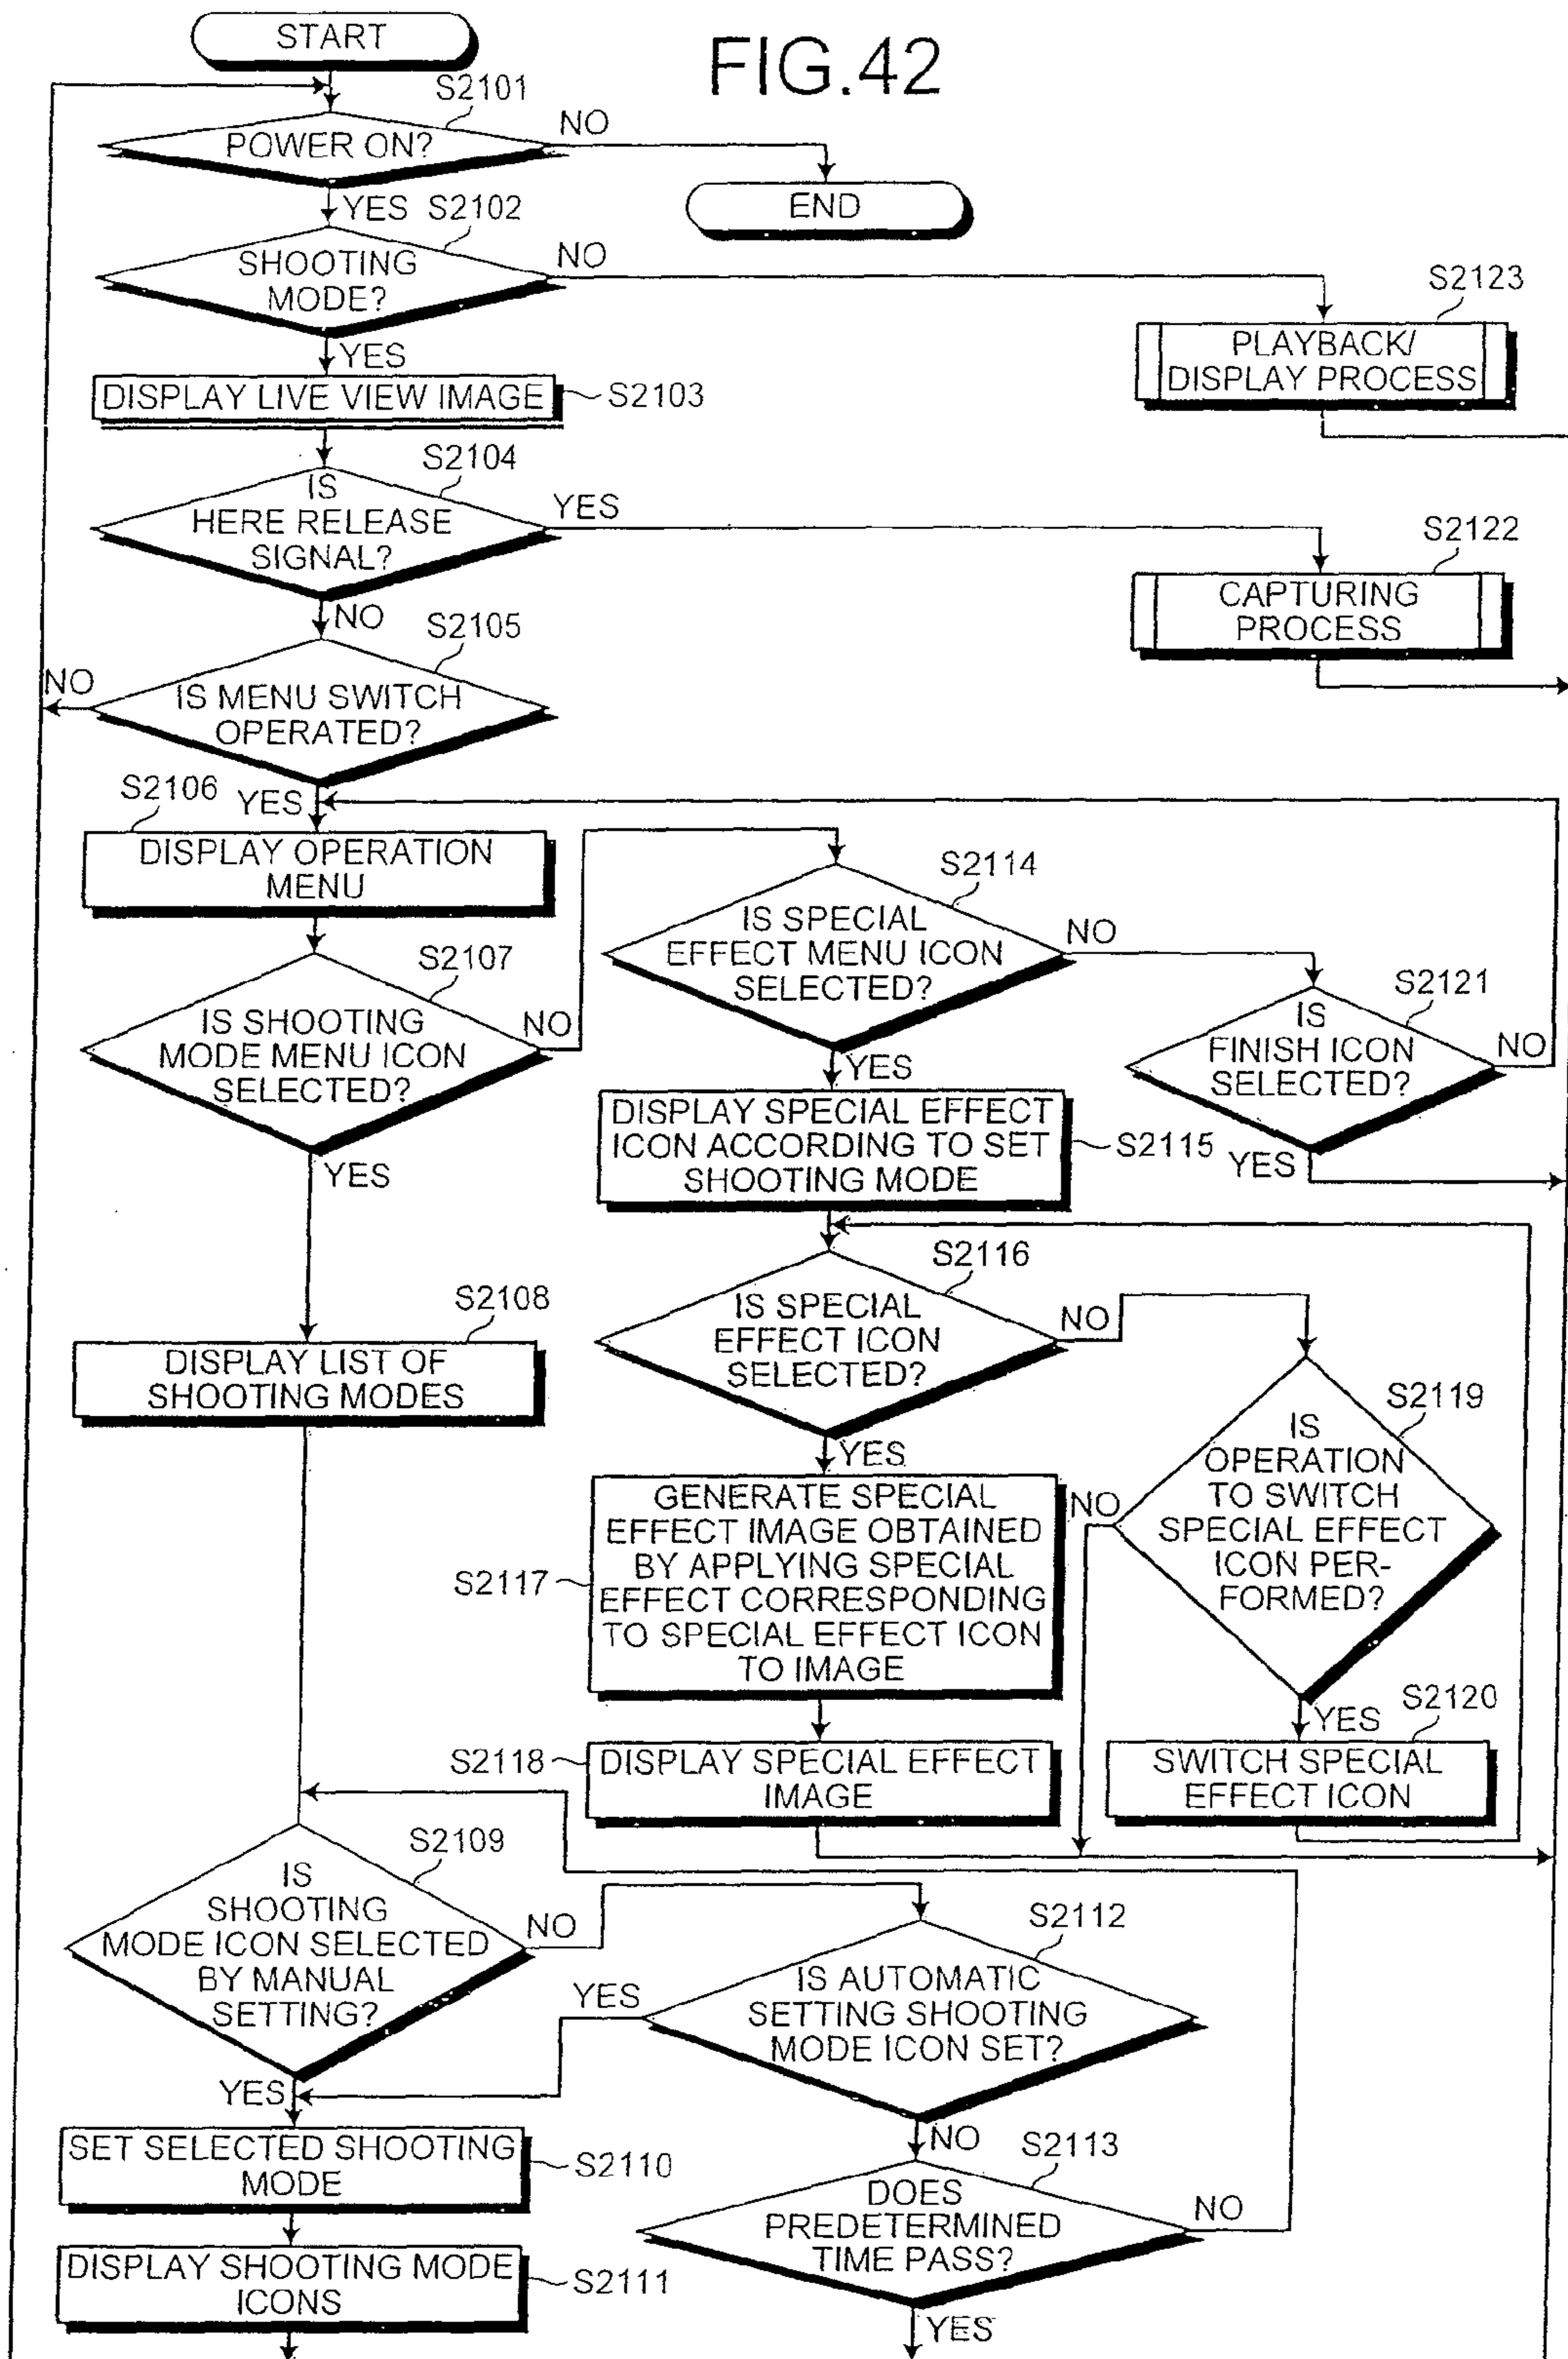 FIG.42
START
S2101
POWER ON?
NO
END
YES
S2102
SHOOTING
MODE?
NO
S2123
PLAYBACK/
DISPLAY PROCESS
YES
DISPLAY LIVE VIEW IMAGE
S2103
S2104
IS
HERE RELEASE
SIGNAL?
YES
S2122
CAPTURING
PROCESS
NO
S2105
IS MENU SWITCH
OPERATED?
NO
YES
S2106
DISPLAY OPERATION
MENU
S2107
IS SHOOTING
MODE MENU ICON
SELECTED?
NO
YES
S2114
IS SPECIAL
EFFECT MENU ICON
SELECTED?
NO
S2121
IS
FINISH ICON
SELECTED?
NO
YES
YES
DISPLAY SPECIAL EFFECT
ICON ACCORDING TO SET
SHOOTING MODE
S2115
S2116
IS SPECIAL
EFFECT ICON
SELECTED?
NO
S2108
DISPLAY LIST OF
SHOOTING MODES
S2119
IS
OPERATION
TO SWITCH
SPECIAL EFFECT
ICON PER-
FORMED?
NO
YES
YES
S2117
GENERATE SPECIAL
EFFECT IMAGE OBTAINED
BY APPLYING SPECIAL
EFFECT CORRESPONDING
TO SPECIAL EFFECT ICON
TO IMAGE
S2120
SWITCH SPECIAL
EFFECT ICON
S2118
DISPLAY SPECIAL EFFECT
IMAGE
S2109
IS
SHOOTING
MODE ICON SELECTED
BY MANUAL
SETTING?
NO
YES
S2112
IS AUTOMATIC
SETTING SHOOTING
MODE ICON SET?
YES
NO
SET SELECTED SHOOTING
MODE
S2110
S2113
DOES
PREDETERMINED
TIME PASS?
NO
YES
DISPLAY SHOOTING MODE
ICONS
S2111